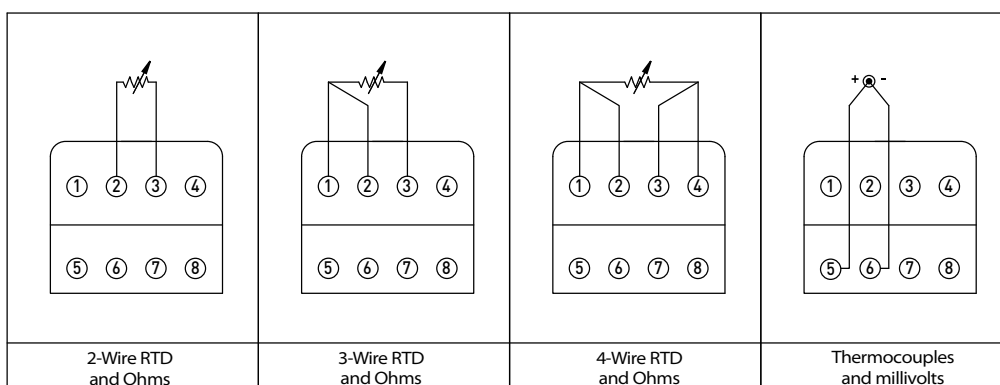 + -
1 2 3 4
5 6 7 8
2-Wire RTD
and Ohms
1 2 3 4
5 6 7 8
3-Wire RTD
and Ohms
1 2 3 4
5 6 7 8
4-Wire RTD
and Ohms
1 2 3 4
5 6 7 8
Thermocouples
and millivolts